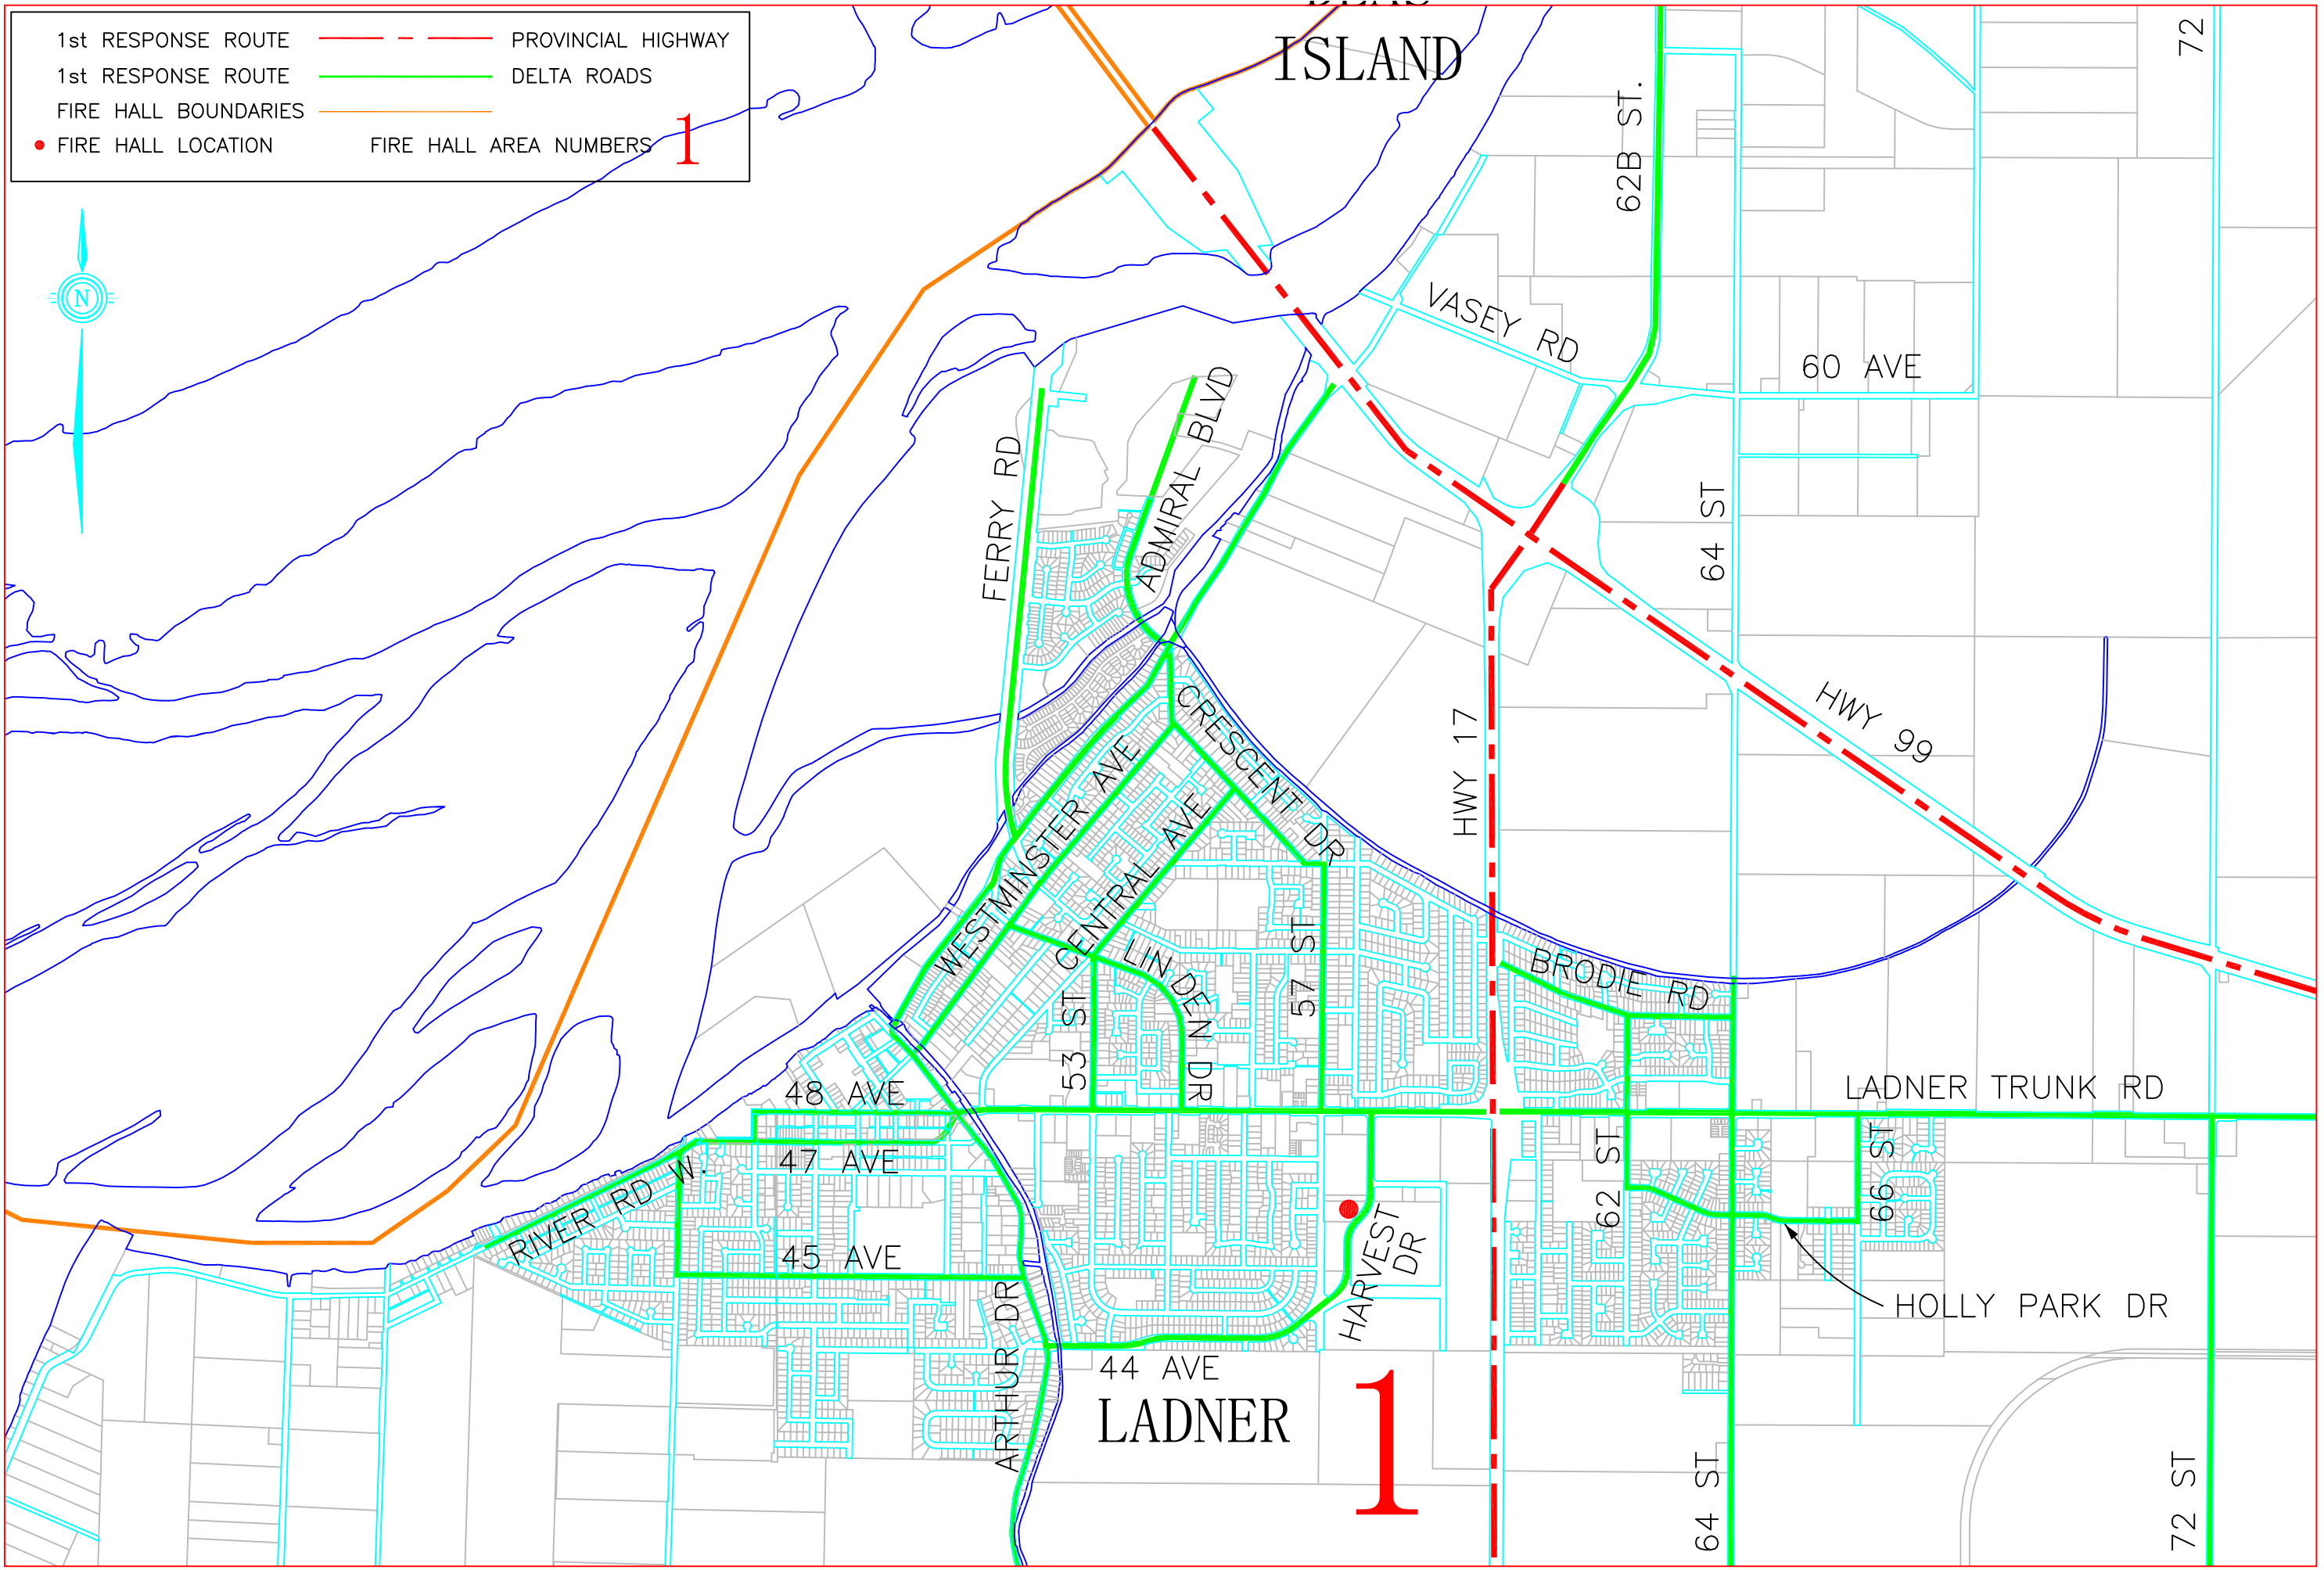 1st RESPONSE ROUTE PROVINCIAL HIGHWAY
1st RESPONSE ROUTE DELTA ROADS
FIRE HALL BOUNDARIES
FIRE HALL LOCATION FIRE HALL AREA NUMBERS 1
N
ISLAND
72
62B ST.
VASEY RD
60 AVE
FERRY RD
ADMIRAL BLVD
64 ST
HWY 17
HWY 99
CRESCENT DR
WESTMINSTER AVE
CENTRAL AVE
LINDEN DR
53 ST
57 ST
BRODIE RD
LADNER TRUNK RD
48 AVE
47 AVE
RIVER RD W.
45 AVE
62 ST
66 ST
HARVEST
DR
HOLLY PARK DR
ARTHUR DR
44 AVE
LADNER
1
64 ST
72 ST